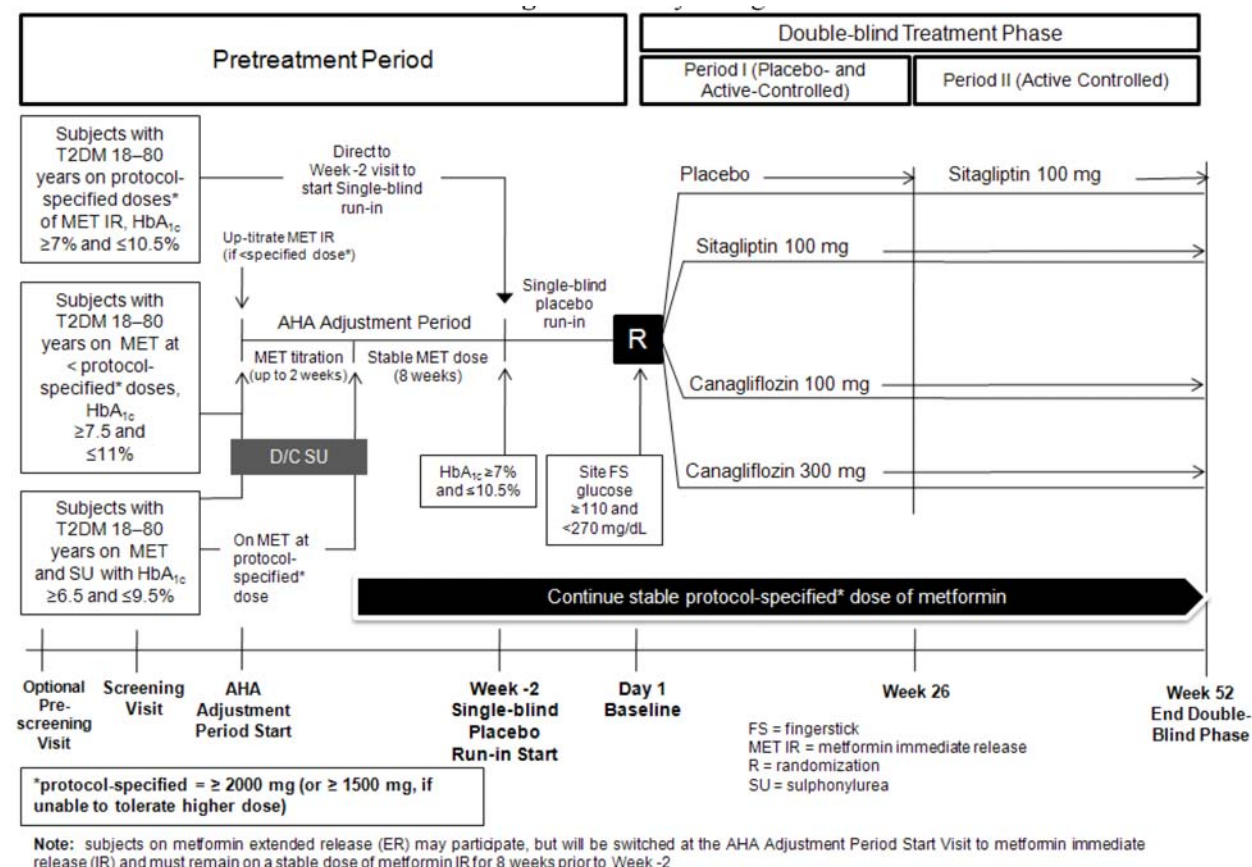 Pretreatment Period
Double-blind Treatment Phase
Period I (Placebo- and
Active-Controlled)
Period II (Active Controlled)
Subjects with
T2DM 18–80
years on protocol-
specified doses*
of MET IR, HbA1c
≥7% and ≤10.5%
Direct to
Week -2 visit to
start Single-blind
run-in
Up-titrate MET IR
(if <specified dose*)
Subjects with
T2DM 18–80
years on MET at
< protocol-
specified* doses,
HbA1c
≥7.5 and
≤11%
AHA Adjustment Period
MET titration
(up to 2 weeks)
Stable MET dose
(8 weeks)
Single-blind
placebo
run-in
R
D/C SU
HbA1c ≥7%
and ≤10.5%
Site FS
glucose
≥110 and
<270 mg/dL
Subjects with
T2DM 18–80
years on MET
and SU with HbA1c
≥6.5 and ≤9.5%
On MET at
protocol-
specified*
dose
Placebo
Sitagliptin 100 mg
Sitagliptin 100 mg
Canagliflozin 100 mg
Canagliflozin 300 mg
Continue stable protocol-specified* dose of metformin
Optional
Pre-
screening
Visit
Screening
Visit
AHA
Adjustment
Period Start
Week -2
Single-blind
Placebo
Run-in Start
Day 1
Baseline
Week 26
Week 52
End Double-
Blind Phase
FS = fingerstick
MET IR = metformin immediate release
R = randomization
SU = sulphonylurea
*protocol-specified = ≥ 2000 mg (or ≥ 1500 mg, if
unable to tolerate higher dose)
Note: subjects on metformin extended release (ER) may participate, but will be switched at the AHA Adjustment Period Start Visit to metformin immediate
release (IR) and must remain on a stable dose of metformin IR for 8 weeks prior to Week -2